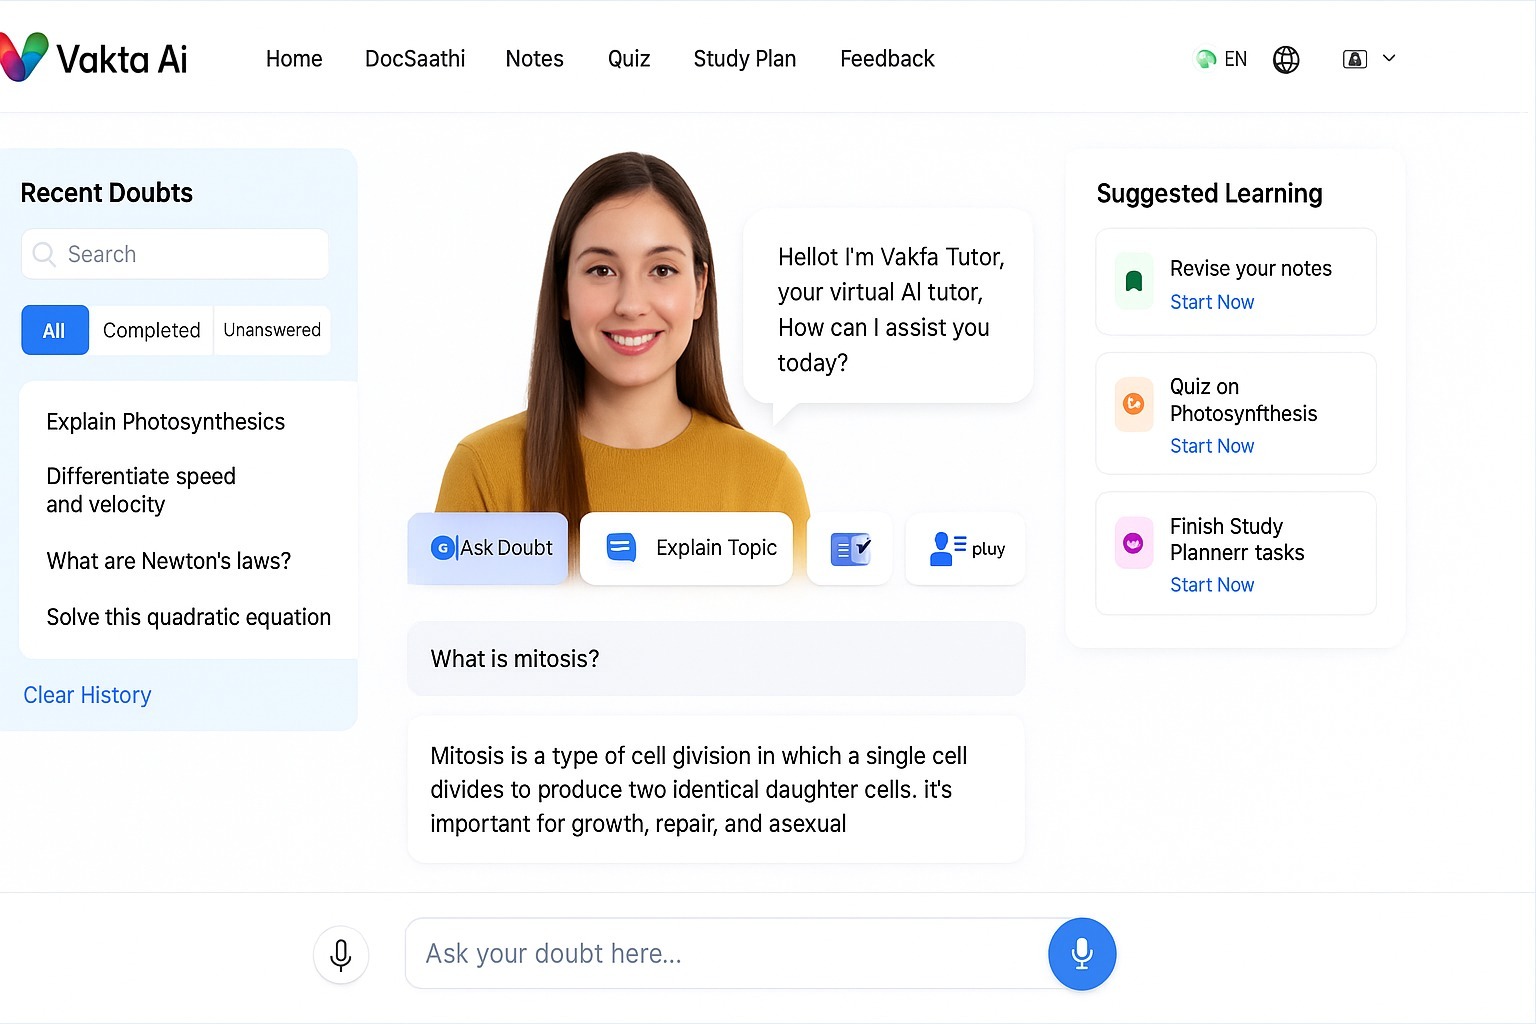 Vakta Ai
Home
DocSaathi
Notes
Quiz
Study Plan
Feedback
EN
Recent Doubts
Search
All
Completed
Unanswered
Explain Photosynthesics
Differentiate speed
and velocity
What are Newton's laws?
Solve this quadratic equation
Clear History
Hellot I'm Vakfa Tutor,
your virtual Al tutor,
How can I assist you
today?
G
Ask Doubt
Explain Topic
pluy
What is mitosis?
Mitosis is a type of cell givision in which a single cell
divides to produce two identical daughter cells. it's
important for growth, repair, and asexual
Suggested Learning
Revise your notes
Start Now
Quiz on
Photosynfthesis
Start Now
Finish Study
Plannerr tasks
Start Now
Ask your doubt here...